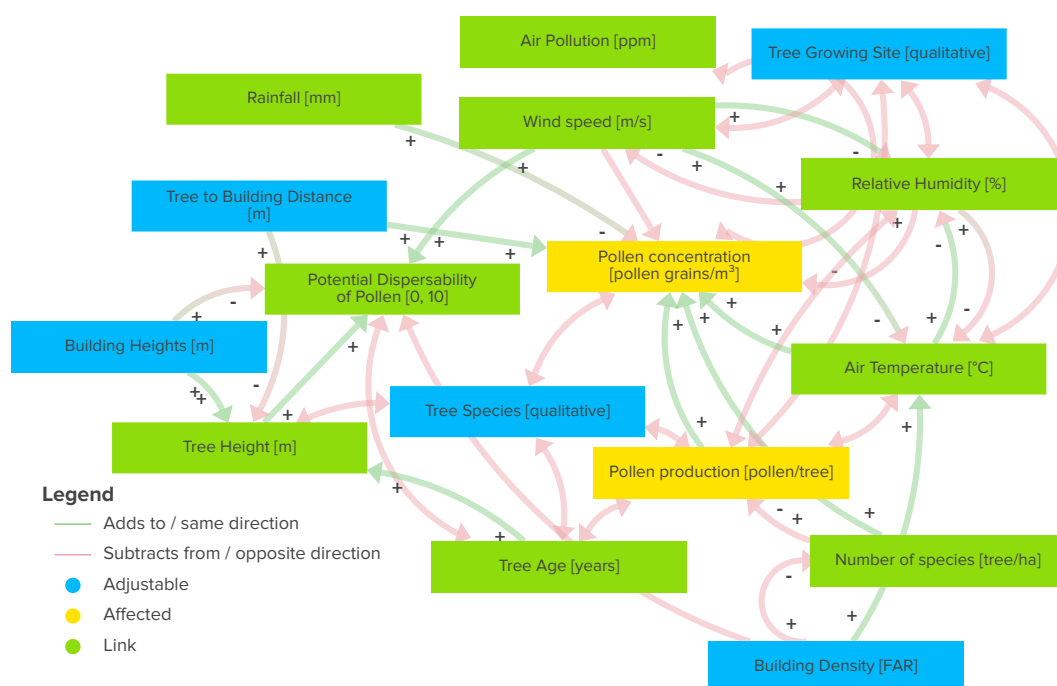 Air Pollution [ppm]
Tree Growing Site [qualitative]
Rainfall [mm]
Wind speed [m/s]
Relative Humidity [%]
Tree to Building Distance
[m]
Pollen concentration
[pollen grains/m³]
Potential Dispersability
of Pollen [0, 10]
Building Heights [m]
Air Temperature [°C]
Tree Species [qualitative]
Tree Height [m]
Pollen production [pollen/tree]
Legend
Adds to / same direction
Subtracts from / opposite direction
Adjustable
Affected
Link
Tree Age [years]
Number of species [tree/ha]
Building Density [FAR]